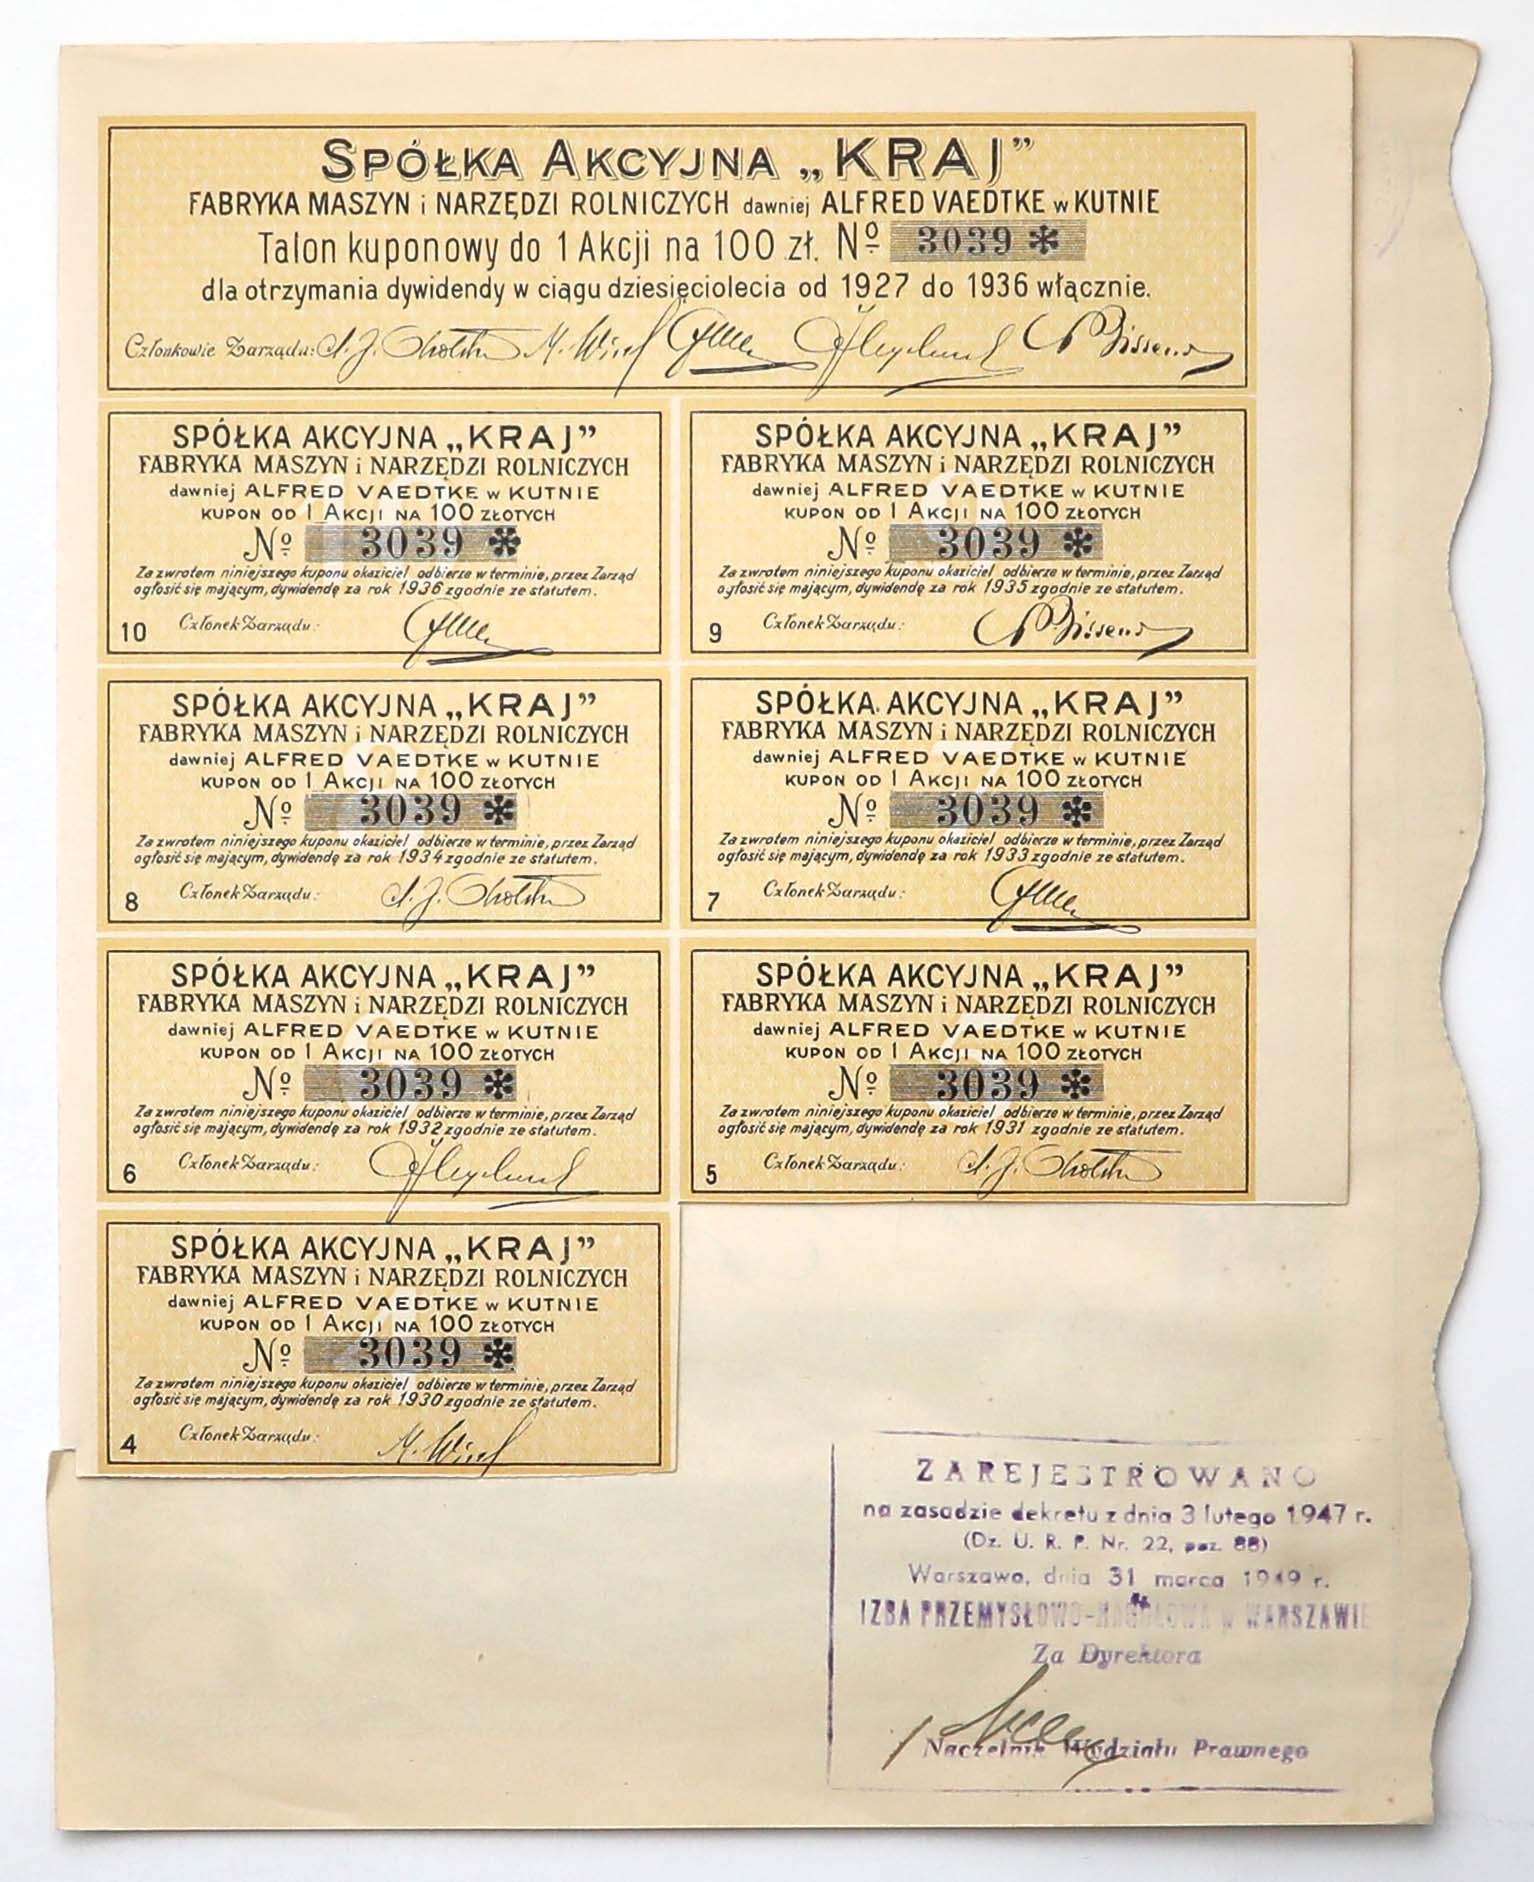 SPÓŁKA AKCYJNA „KRAJ”
FABRYKA MASZYN i NARZĘDZI ROLNICZYCH dawniej ALFRED VAEDTKE w KUTNIE
Talon kuponowy do 1 Akcji na 100 zł. Nº 3039 *
dla otrzymania dywidendy w ciągu dziesięciolecia od 1927 do 1936 włącznie.
Członkowie Zarządu:
SPÓŁKA AKCYJNA „KRAJ”
FABRYKA MASZYN i NARZĘDZI ROLNICZYCH
dawniej ALFRED VAEDTKE w KUTNIE
KUPON OD 1 AKCJI NA 100 ZŁOTYCH
Nº 3039 *
Za zwrotem niniejszego kuponu okaziciel odbierze w terminie, przez Zarząd
ogłosić się mającym, dywidendę za rok 1936 zgodnie ze statutem.
Członek Zarządu:
10
SPÓŁKA AKCYJNA „KRAJ”
FABRYKA MASZYN i NARZĘDZI ROLNICZYCH
dawniej ALFRED VAEDTKE w KUTNIE
KUPON OD 1 AKCJI NA 100 ZŁOTYCH
Nº 3039 *
Za zwrotem niniejszego kuponu okaziciel odbierze w terminie, przez Zarząd
ogłosić się mającym, dywidendę za rok 1935 zgodnie ze statutem.
Członek Zarządu:
9
SPÓŁKA AKCYJNA „KRAJ”
FABRYKA MASZYN i NARZĘDZI ROLNICZYCH
dawniej ALFRED VAEDTKE w KUTNIE
KUPON OD 1 AKCJI NA 100 ZŁOTYCH
Nº 3039 *
Za zwrotem niniejszego kuponu okaziciel odbierze w terminie, przez Zarząd
ogłosić się mającym, dywidendę za rok 1934 zgodnie ze statutem.
Członek Zarządu:
8
SPÓŁKA AKCYJNA „KRAJ”
FABRYKA MASZYN i NARZĘDZI ROLNICZYCH
dawniej ALFRED VAEDTKE w KUTNIE
KUPON OD 1 AKCJI NA 100 ZŁOTYCH
Nº 3039 *
Za zwrotem niniejszego kuponu okaziciel odbierze w terminie, przez Zarząd
ogłosić się mającym, dywidendę za rok 1933 zgodnie ze statutem.
Członek Zarządu:
7
SPÓŁKA AKCYJNA „KRAJ”
FABRYKA MASZYN i NARZĘDZI ROLNICZYCH
dawniej ALFRED VAEDTKE w KUTNIE
KUPON OD 1 AKCJI NA 100 ZŁOTYCH
Nº 3039 *
Za zwrotem niniejszego kuponu okaziciel odbierze w terminie, przez Zarząd
ogłosić się mającym, dywidendę za rok 1932 zgodnie ze statutem.
Członek Zarządu:
6
SPÓŁKA AKCYJNA „KRAJ”
FABRYKA MASZYN i NARZĘDZI ROLNICZYCH
dawniej ALFRED VAEDTKE w KUTNIE
KUPON OD 1 AKCJI NA 100 ZŁOTYCH
Nº 3039 *
Za zwrotem niniejszego kuponu okaziciel odbierze w terminie, przez Zarząd
ogłosić się mającym, dywidendę za rok 1931 zgodnie ze statutem.
Członek Zarządu:
5
SPÓŁKA AKCYJNA „KRAJ”
FABRYKA MASZYN i NARZĘDZI ROLNICZYCH
dawniej ALFRED VAEDTKE w KUTNIE
KUPON OD 1 AKCJI NA 100 ZŁOTYCH
Nº 3039 *
Za zwrotem niniejszego kuponu okaziciel odbierze w terminie, przez Zarząd
ogłosić się mającym, dywidendę za rok 1930 zgodnie ze statutem.
Członek Zarządu:
4
ZAREJESTROWANO
na zasadzie dekretu z dnia 3 lutego 1947 r.
(Dz. U. R. P. Nr. 22, poz. 88)
Warszawa, dnia 31 marca 1949 r.
IZBA PRZEMYSŁOWO-HANDLOWA w WARSZAWIE
Za Dyrektora
Naczelnik Wydziału Prawnego